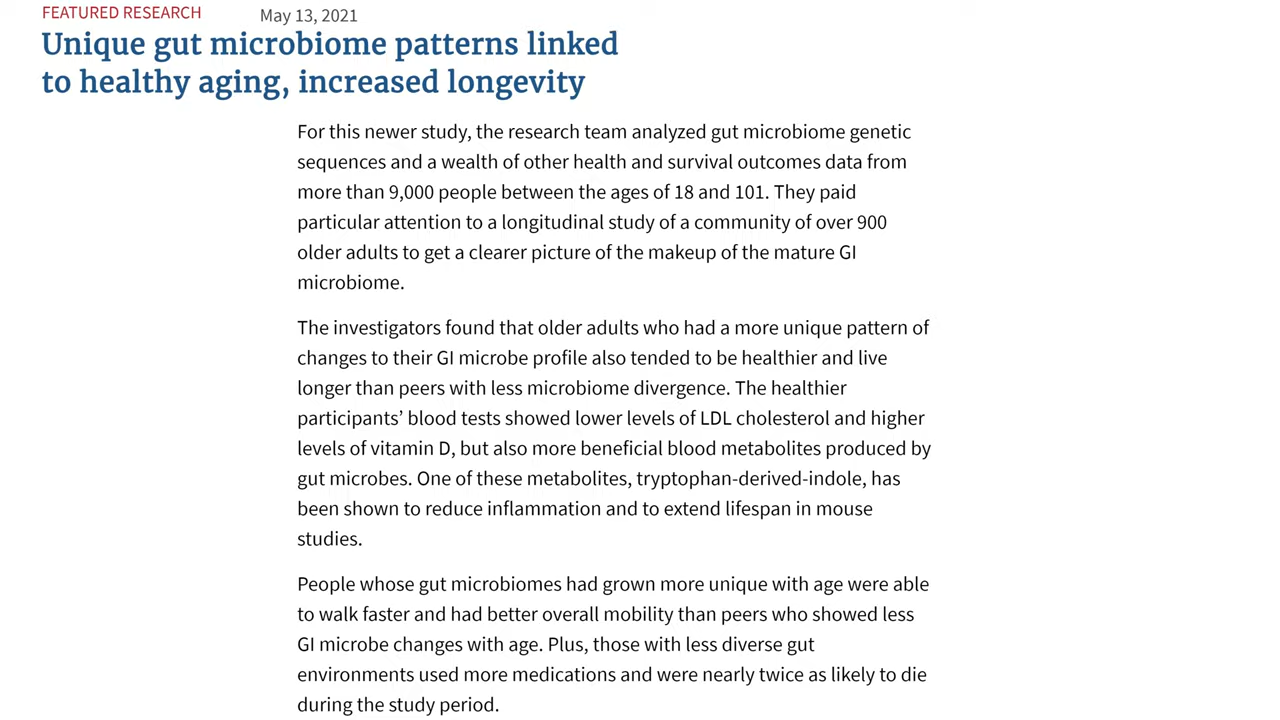 FEATURED RESEARCH
May 13, 2021
Unique gut microbiome patterns linked
to healthy aging, increased longevity
For this newer study, the research team analyzed gut microbiome genetic
sequences and a wealth of other health and survival outcomes data from
more than 9,000 people between the ages of 18 and 101. They paid
particular attention to a longitudinal study of a community of over 900
older adults to get a clearer picture of the makeup of the mature GI
microbiome.
The investigators found that older adults who had a more unique pattern of
changes to their GI microbe profile also tended to be healthier and live
longer than peers with less microbiome divergence. The healthier
participants’ blood tests showed lower levels of LDL cholesterol and higher
levels of vitamin D, but also more beneficial blood metabolites produced by
gut microbes. One of these metabolites, tryptophan-derived-indole, has
been shown to reduce inflammation and to extend lifespan in mouse
studies.
People whose gut microbiomes had grown more unique with age were able
to walk faster and had better overall mobility than peers who showed less
GI microbe changes with age. Plus, those with less diverse gut
environments used more medications and were nearly twice as likely to die
during the study period.